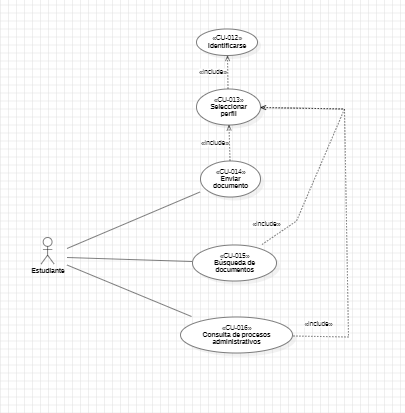 «CU-012»
Identificarse
«include»
«CU-013»
Seleccionar
perfil
«include»
«CU-014»
Enviar
documento
«include»
«CU-015»
Búsqueda de
documentos
Estudiante
«CU-016»
Consulta de procesos
administrativos
«include»